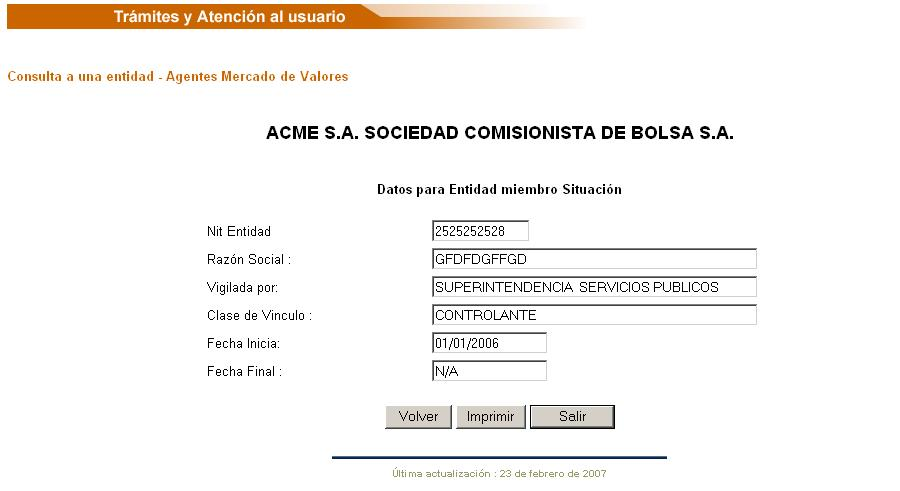 Trámites y Atención al usuario
Consulta a una entidad - Agentes Mercado de Valores
ACME S.A. SOCIEDAD COMISIONISTA DE BOLSA S.A.
Datos para Entidad miembro Situación
Nit Entidad 2525252528
Razón Social : GFDFDGFFGD
Vigilada por: SUPERINTENDENCIA SERVICIOS PUBLICOS
Clase de Vinculo : CONTROLANTE
Fecha Inicia: 01/01/2006
Fecha Final : N/A
Volver Imprimir Salir
Última actualización : 23 de febrero de 2007